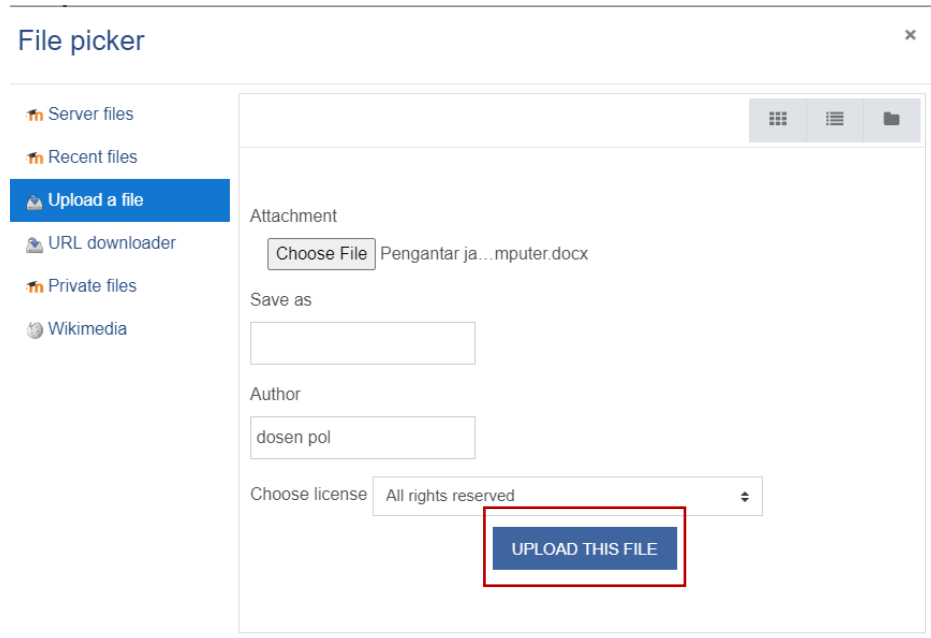 File picker
×
Server files
Recent files
Upload a file
URL downloader
Private files
Wikimedia
Attachment
Choose File Pengantar ja...mputer.docx
Save as
Author
dosen pol
Choose license All rights reserved
UPLOAD THIS FILE